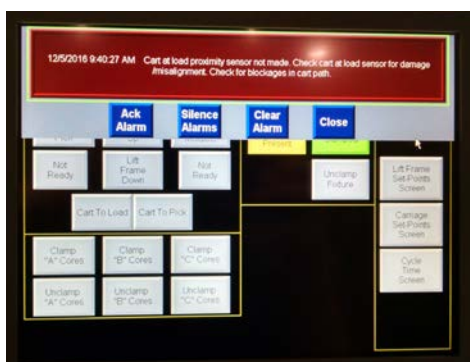 12/5/2016 9:40:27 AM Cart at load proximity sensor not made. Check cart at load sensor for damage
/misalignment. Check for blockages in cart path.
Ack
Alarm
Silence
Alarms
Clear
Alarm
Close
Present
Not
Ready
Lift
Frame
Down
Not
Ready
Unclamp
Fixture
Lift Frame
Set-Points
Screen
Cart To Load
Cart To Pick
Carriage
Set-Points
Screen
Clamp
"A" Cores
Clamp
"B" Cores
Clamp
"C" Cores
Cycle
Time
Screen
Unclamp
"A" Cores
Unclamp
"B" Cores
Unclamp
"C" Cores